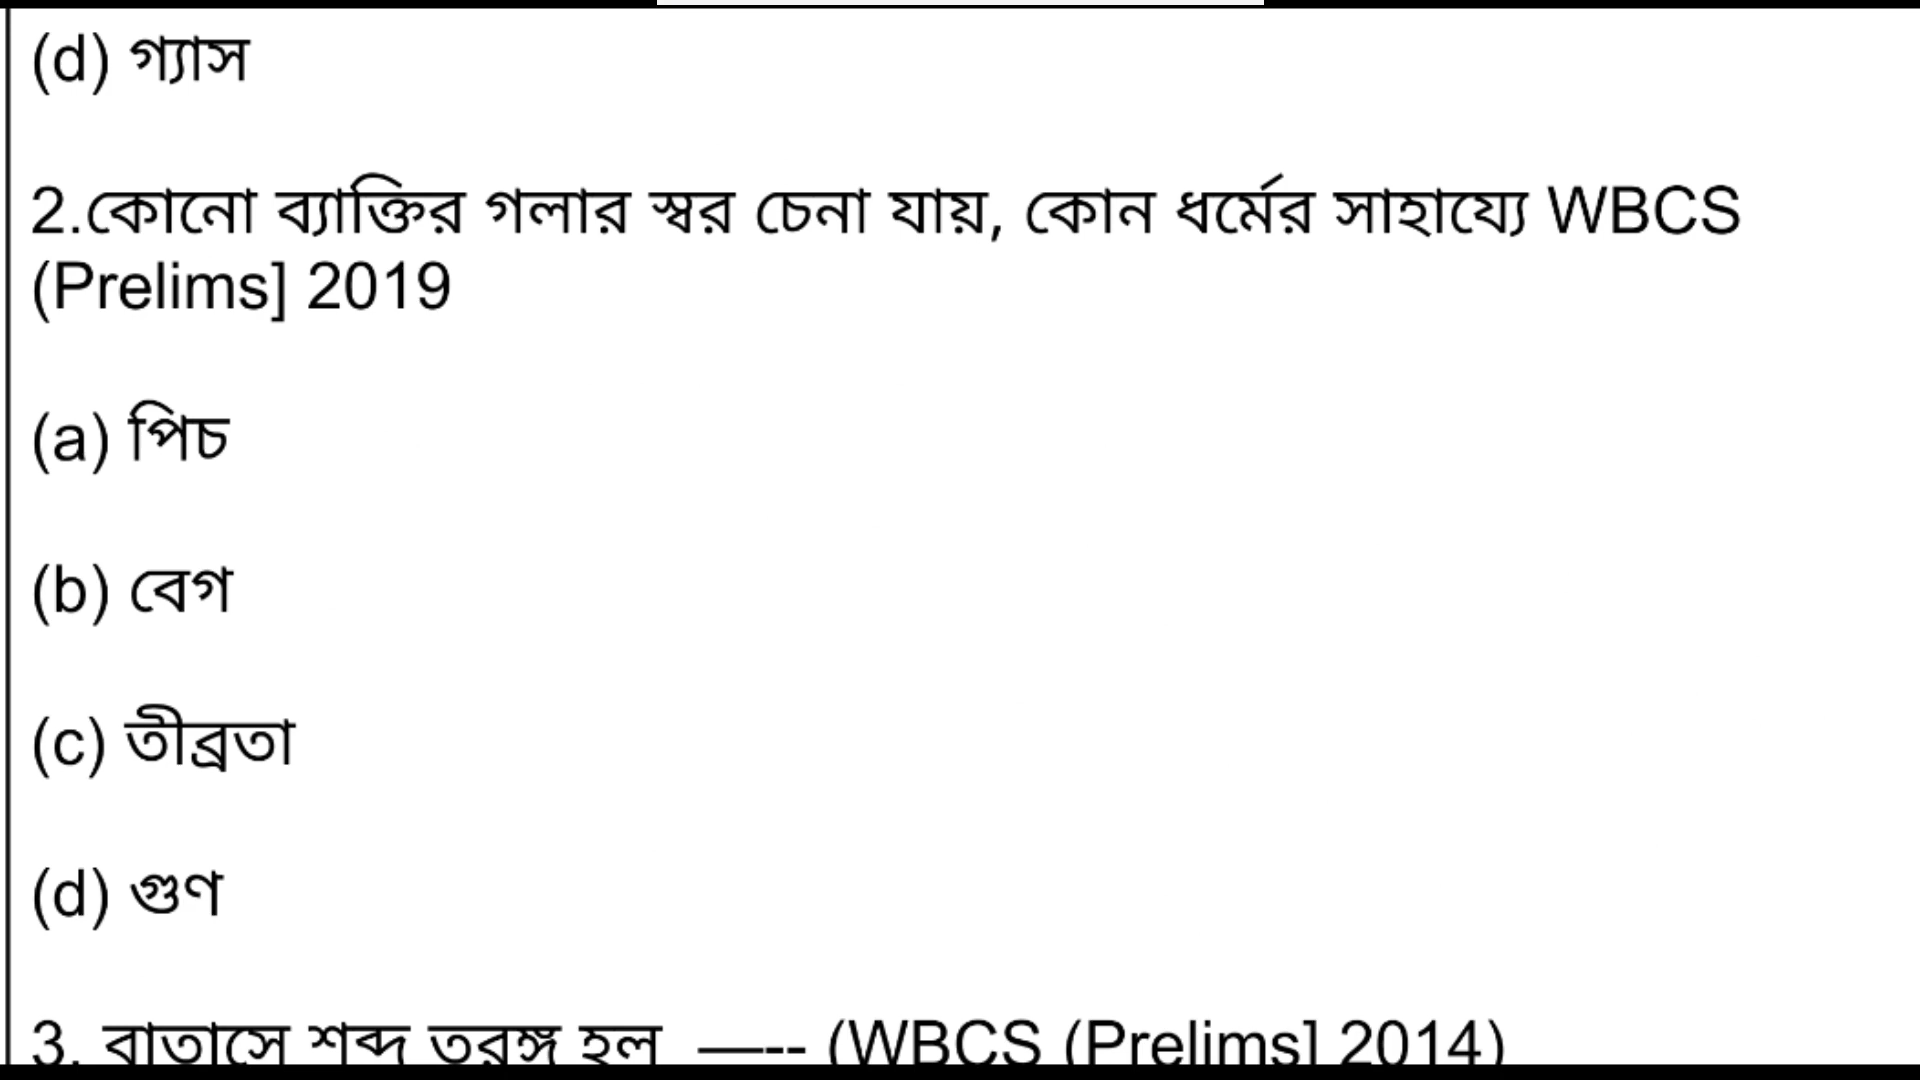 (d) গ্যাস
2.কোনো ব্যাক্তির গলার স্বর চেনা যায়, কোন ধর্মের সাহায্যে WBCS
(Prelims] 2019
(a) পিচ
(b) বেগ
(c) তীব্রতা
(d) গুণ
3. বাতাসে শব্দ তরঙ্গ হল —-- (WBCS (Prelims] 2014)